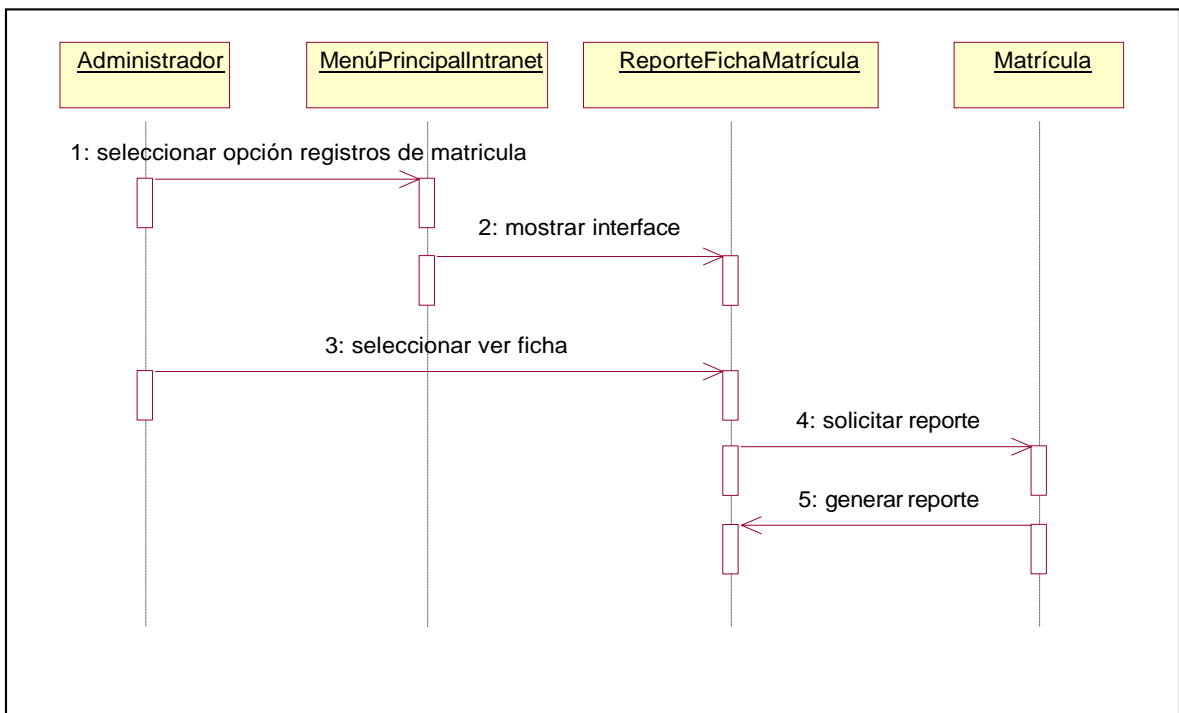 Administrador
MenúPrincipalIntranet
ReporteFichaMatrícula
Matrícula
1: seleccionar opción registros de matricula
2: mostrar interface
3: seleccionar ver ficha
4: solicitar reporte
5: generar reporte